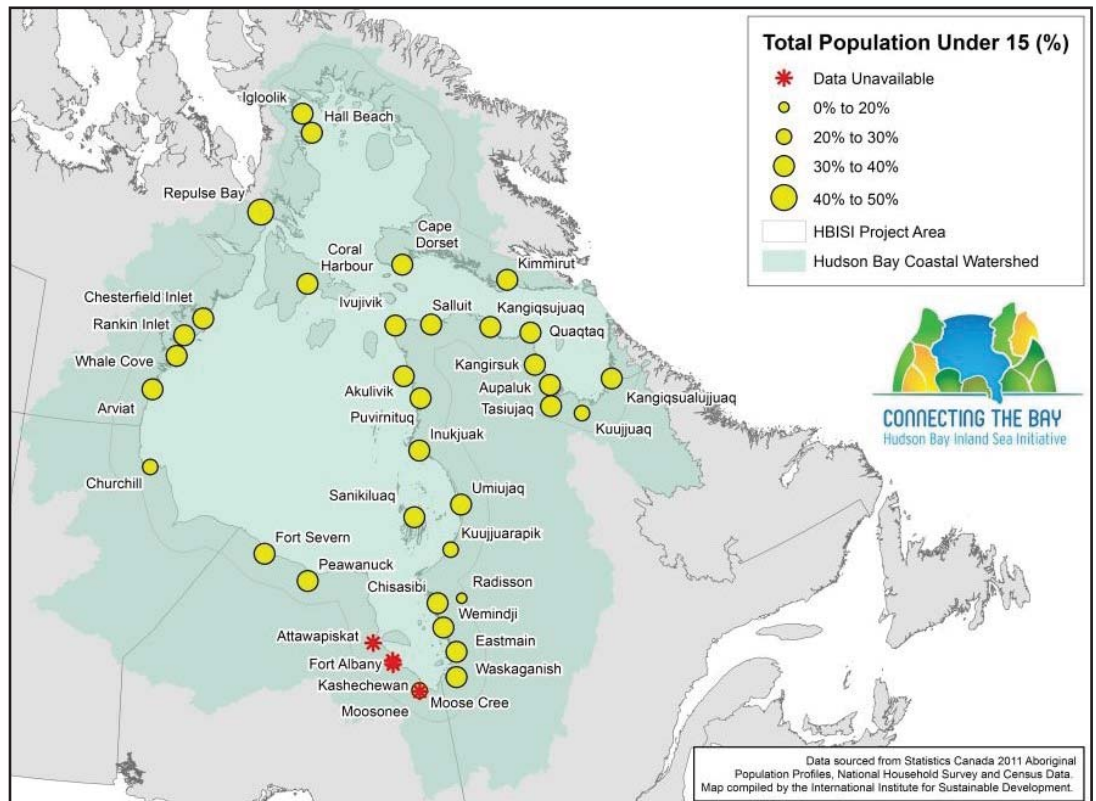 Total Population Under 15 (%)
Data Unavailable
0% to 20%
20% to 30%
30% to 40%
40% to 50%
HBISI Project Area
Hudson Bay Coastal Watershed
Igloolik
Hall Beach
Repulse Bay
Cape
Dorset
Coral
Harbour
Kimmirut
Chesterfield Inlet
Ivujivik
Salluit
Kangiqsujuaq
Rankin Inlet
Quaqtaq
Whale Cove
Kangirsuk
Akulivik
Aupaluk
Kangiqsualujjuaq
Arviat
Puvirnituq
Tasiujaq
Kuujjuaq
Inukjuak
Churchill
Sanikiluaq
Umiujaq
Fort Severn
Kuujjuarapik
Peawanuck
Chisasibi
Radisson
Wemindji
Attawapiskat
Eastmain
Fort Albany
Waskaganish
Kashechewan
Moose Cree
Moosonee
CONNECTING THE BAY
Hudson Bay Inland Sea Initiative
Data sourced from Statistics Canada 2011 Aboriginal
Population Profiles, National Household Survey and Census Data.
Map compiled by the International Institute for Sustainable Development.